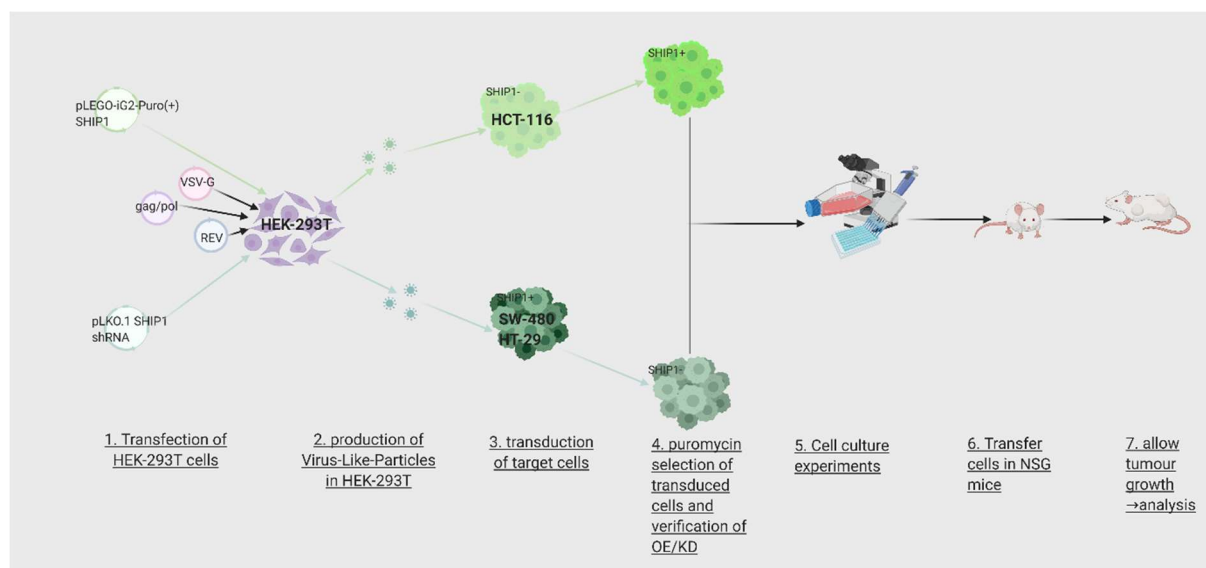 pLEGO-iG2-Puro(+)
SHIP1
VSV-G
gag/pol
REV
HEK-293T
pLKO.1 SHIP1
shRNA
SHIP1-
HCT-116
SHIP1+
SHIP1+
SW-480
HT-29
SHIP1-
1. Transfection of
HEK-293T cells
2. production of
Virus-Like-Particles
in HEK-293T
3. transduction
of target cells
4. puromycin
selection of
transduced
cells and
verification of
OE/KD
5. Cell culture
experiments
6. Transfer
cells in NSG
mice
7. allow
tumour
growth
→analysis